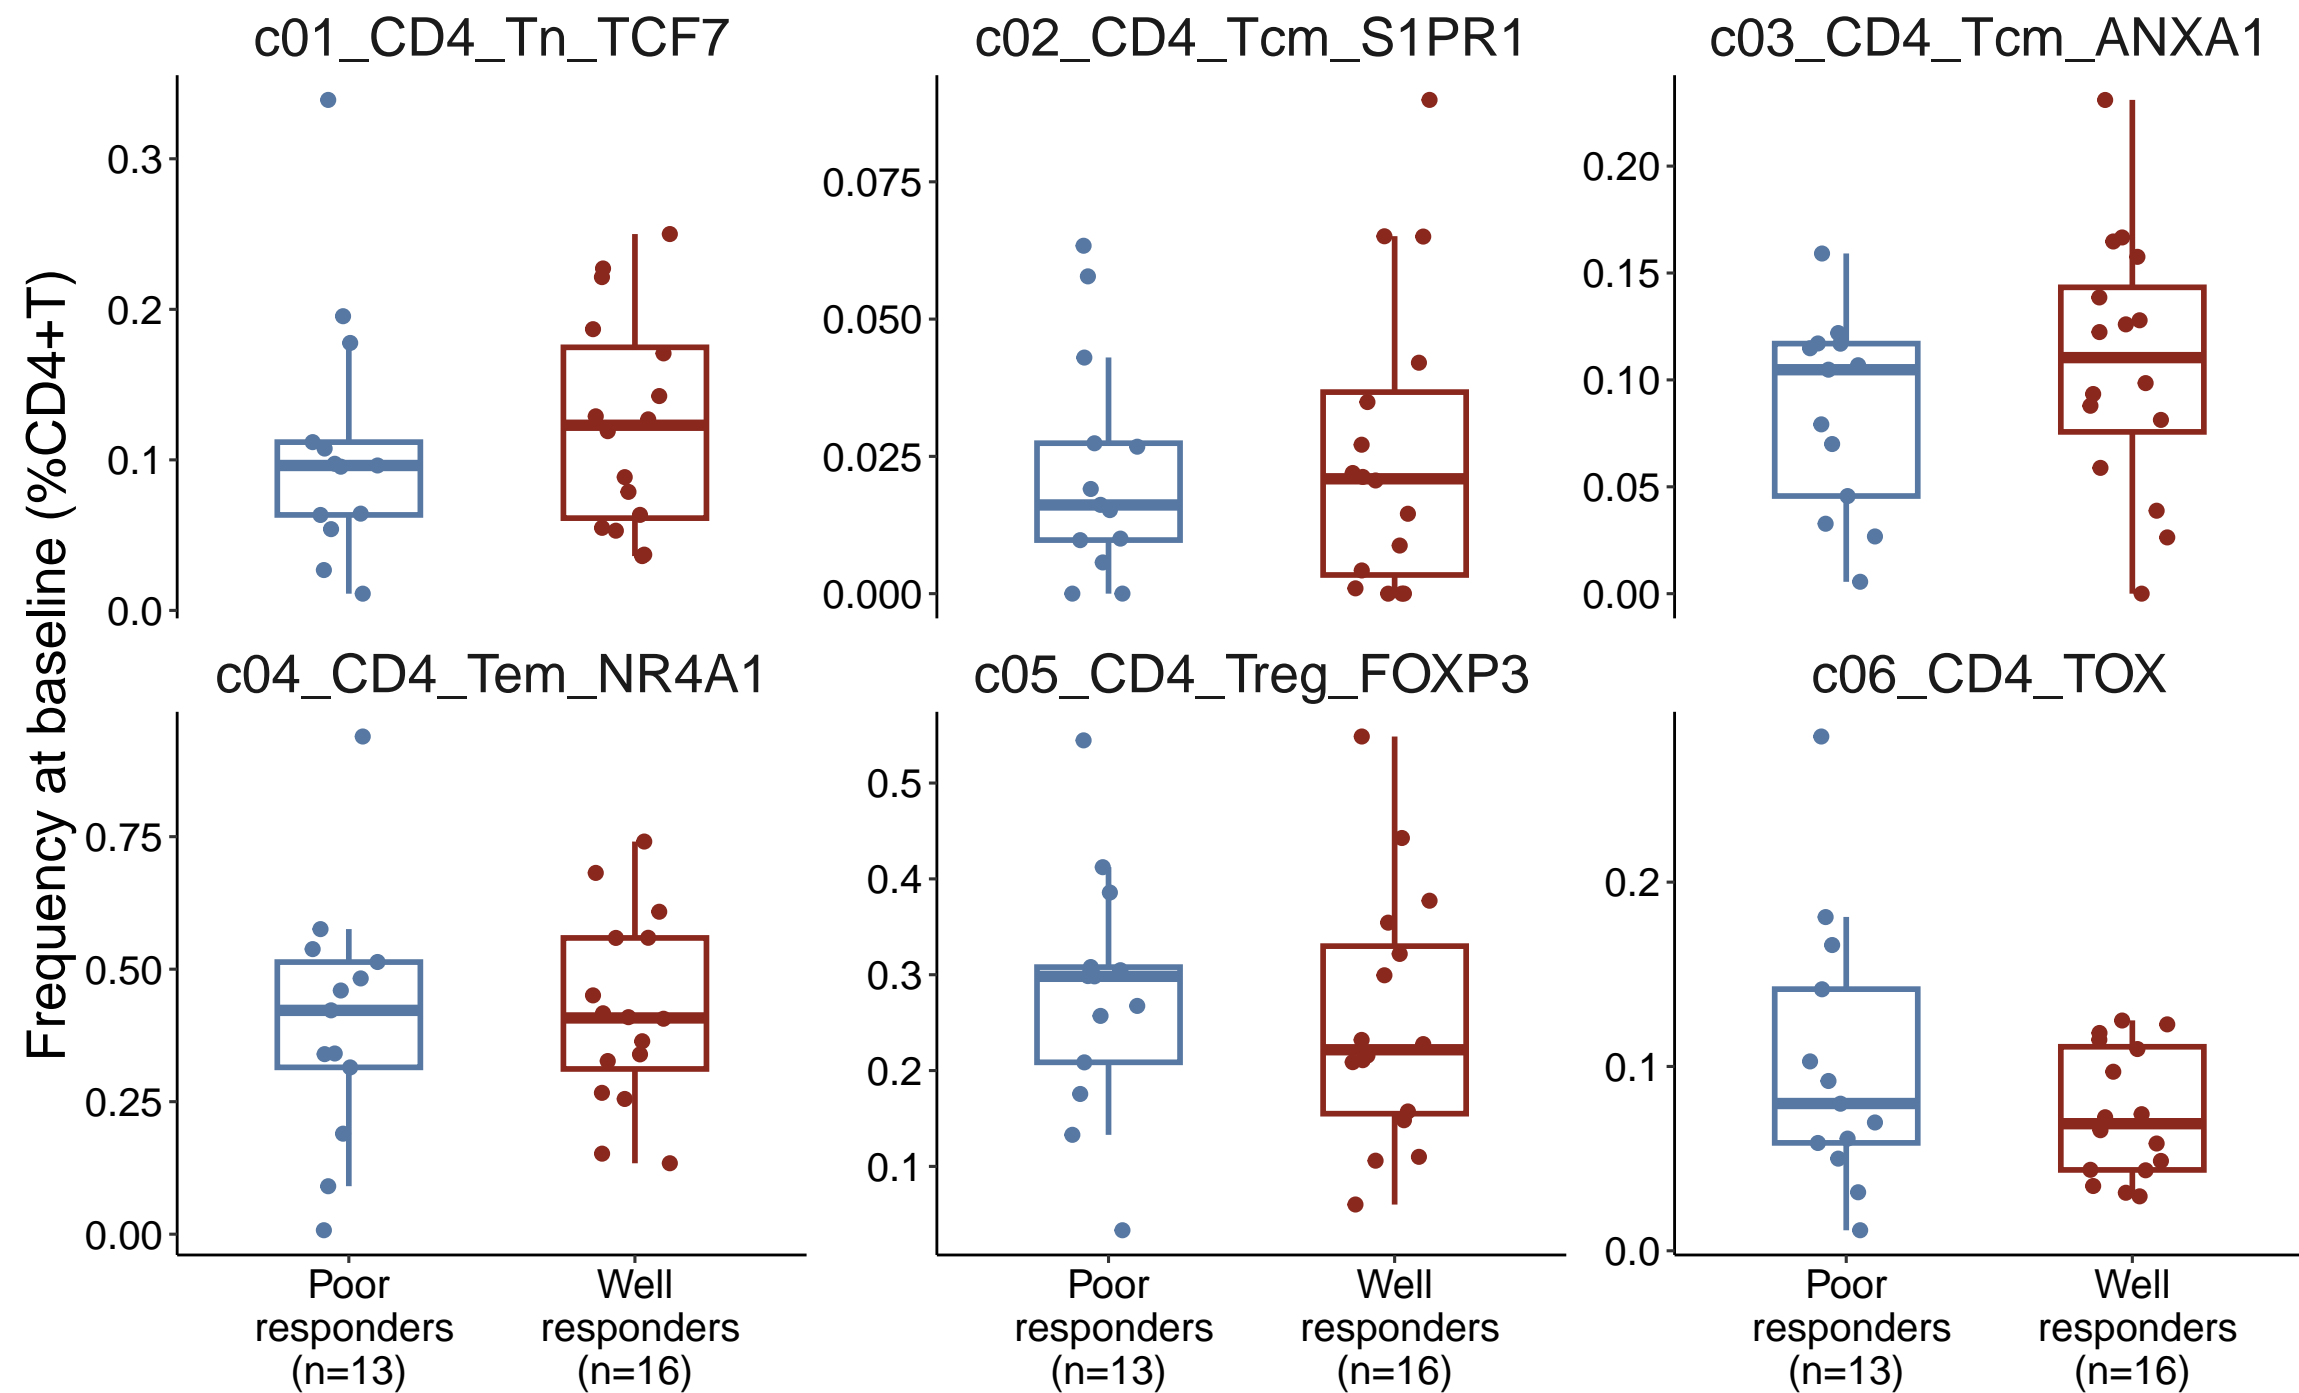 c01_CD4_Tn_TCF7
c02_CD4_Tcm_S1PR1
c03_CD4_Tcm_ANXA1
Frequency at baseline (%CD4+T)
0.3
0.2
0.1
0.0
0.075
0.050
0.025
0.000
0.20
0.15
0.10
0.05
0.00
c04_CD4_Tem_NR4A1
c05_CD4_Treg_FOXP3
c06_CD4_TOX
0.75
0.50
0.25
0.00
0.5
0.4
0.3
0.2
0.1
0.2
0.1
0.0
Poor
responders
(n=13)
Well
responders
(n=16)
Poor
responders
(n=13)
Well
responders
(n=16)
Poor
responders
(n=13)
Well
responders
(n=16)